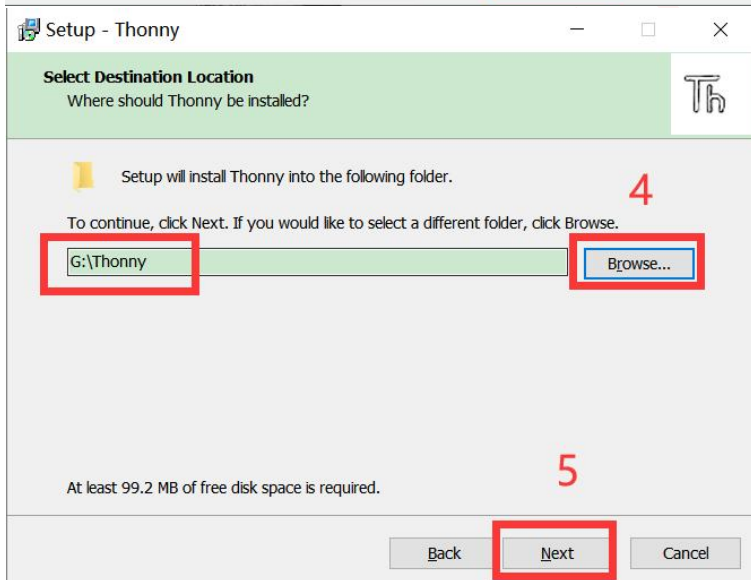 Setup - Thonny
Select Destination Location
Where should Thonny be installed?
Th
Setup will install Thonny into the following folder.
4
To continue, click Next. If you would like to select a different folder, click Browse.
G:\Thonny
Browse...
At least 99.2 MB of free disk space is required.
5
Back
Next
Cancel